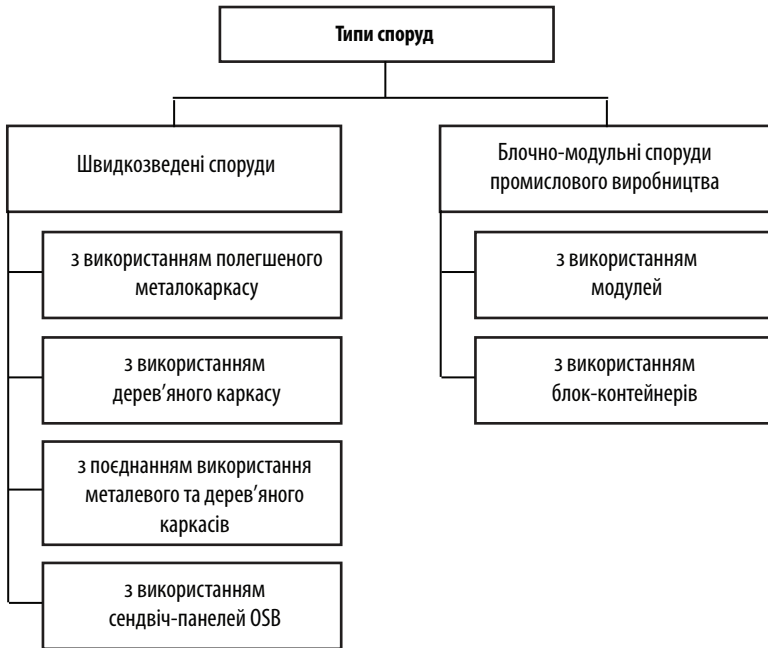 Типи споруд
Швидкозведені споруди
Блочно-модульні споруди
промислового виробництва
з використанням полегшеного
металокаркасу
з використанням
дерев’яного каркасу
з поєднанням використання
металевого та дерев’яного
каркасів
з використанням
сендвіч-панелей OSB
з використанням
модулей
з використанням
блок-контейнерів